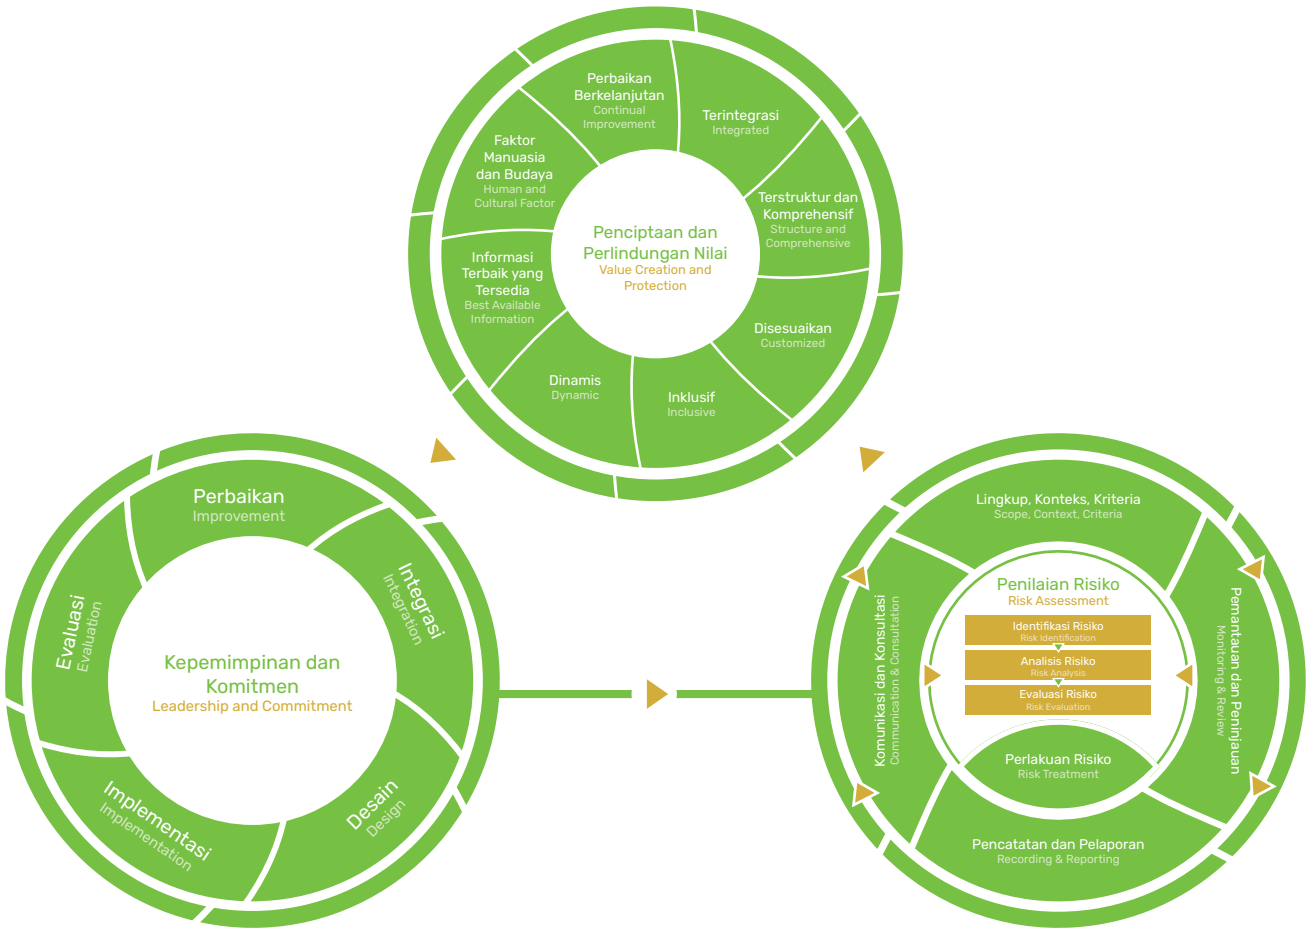 Perbaikan
Berkelanjutan
Continual
Improvement
Terintegrasi
Integrated
Terstruktur dan
Komprehensif
Structure and
Comprehensive
Disesuaikan
Customized
Inklusif
Inclusive
Dinamis
Dynamic
Informasi
Terbaik yang
Tersedia
Best Available
Information
Faktor
Manuasia
dan Budaya
Human and
Cultural Factor
Penciptaan dan
Perlindungan Nilai
Value Creation and
Protection
Perbaikan
Improvement
Integrasi
Integration
Desain
Design
Implementasi
Implementation
Evaluasi
Evaluation
Kepemimpinan dan
Komitmen
Leadership and Commitment
Lingkup, Konteks, Kriteria
Scope, Context, Criteria
Pemantauan dan Peninjauan
Monitoring & Review
Pencatatan dan Pelaporan
Recording & Reporting
Komunikasi dan Konsultasi
Communication & Consultation
Penilaian Risiko
Risk Assessment
Identifikasi Risiko
Risk Identification
Analisis Risiko
Risk Analysis
Evaluasi Risiko
Risk Evaluation
Perlakuan Risiko
Risk Treatment